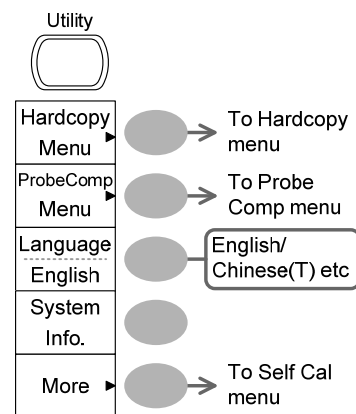 Utility
Hardcopy
Menu
To Hardcopy
menu
ProbeComp
Menu
To Probe
Comp menu
Language
English
English/
Chinese(T) etc
System
Info.
More
To Self Cal
menu